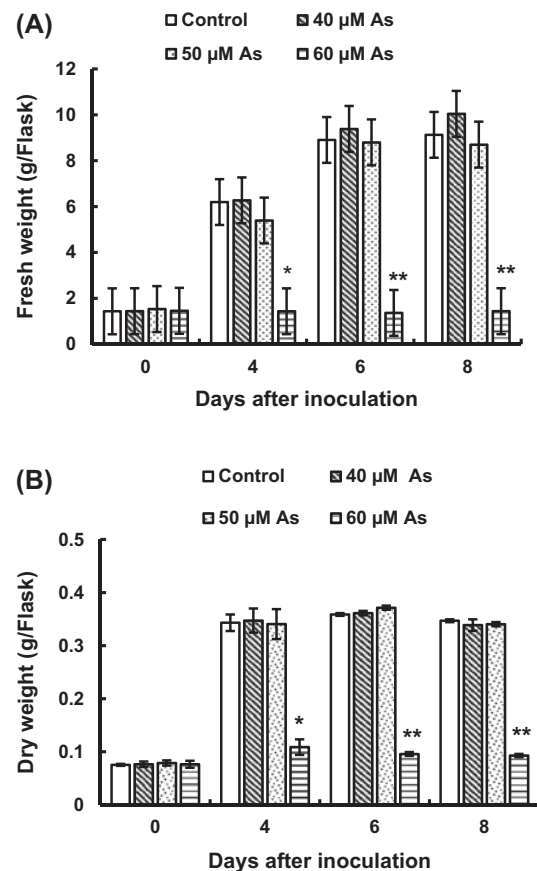 (A)
Control 40 µM As
50 µM As 60 µM As
Fresh weight (g/Flask)
12
10
8
6
4
2
0
*
**
**
0 4 6 8
Days after inoculation
(B)
Control 40 µM As
50 µM As 60 µM As
Dry weight (g/Flask)
0.5
0.4
0.3
0.2
0.1
0
*
**
**
0 4 6 8
Days after inoculation